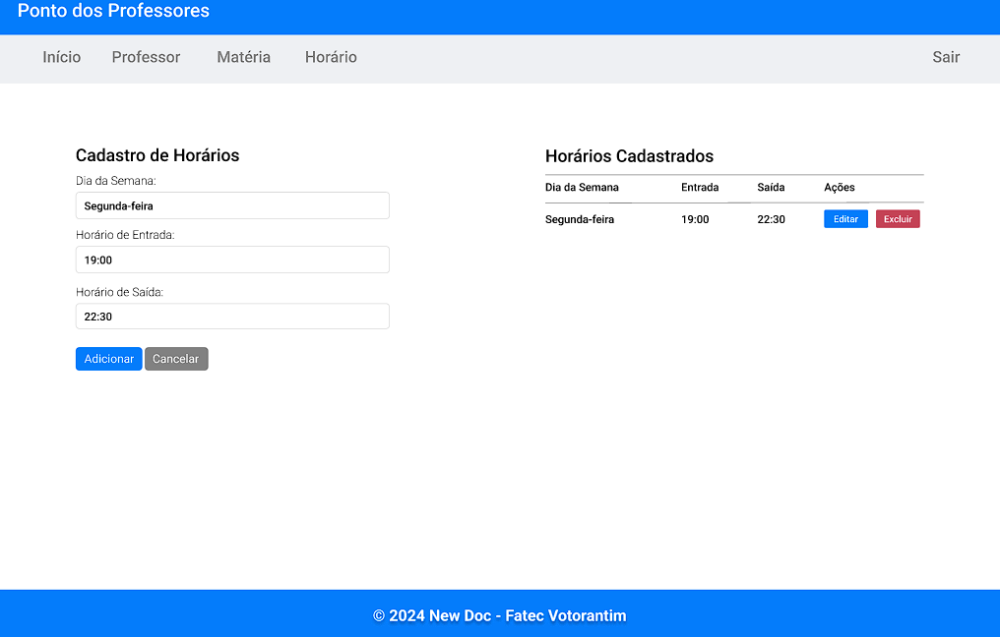 Ponto dos Professores
Início Professor Matéria Horário Sair
Cadastro de Horários
Dia da Semana:
Segunda-feira
Horário de Entrada:
19:00
Horário de Saída:
22:30
Adicionar Cancelar
Horários Cadastrados
Dia da Semana Entrada Saída Ações
Segunda-feira 19:00 22:30 Editar Excluir
© 2024 New Doc - Fatec Votorantim